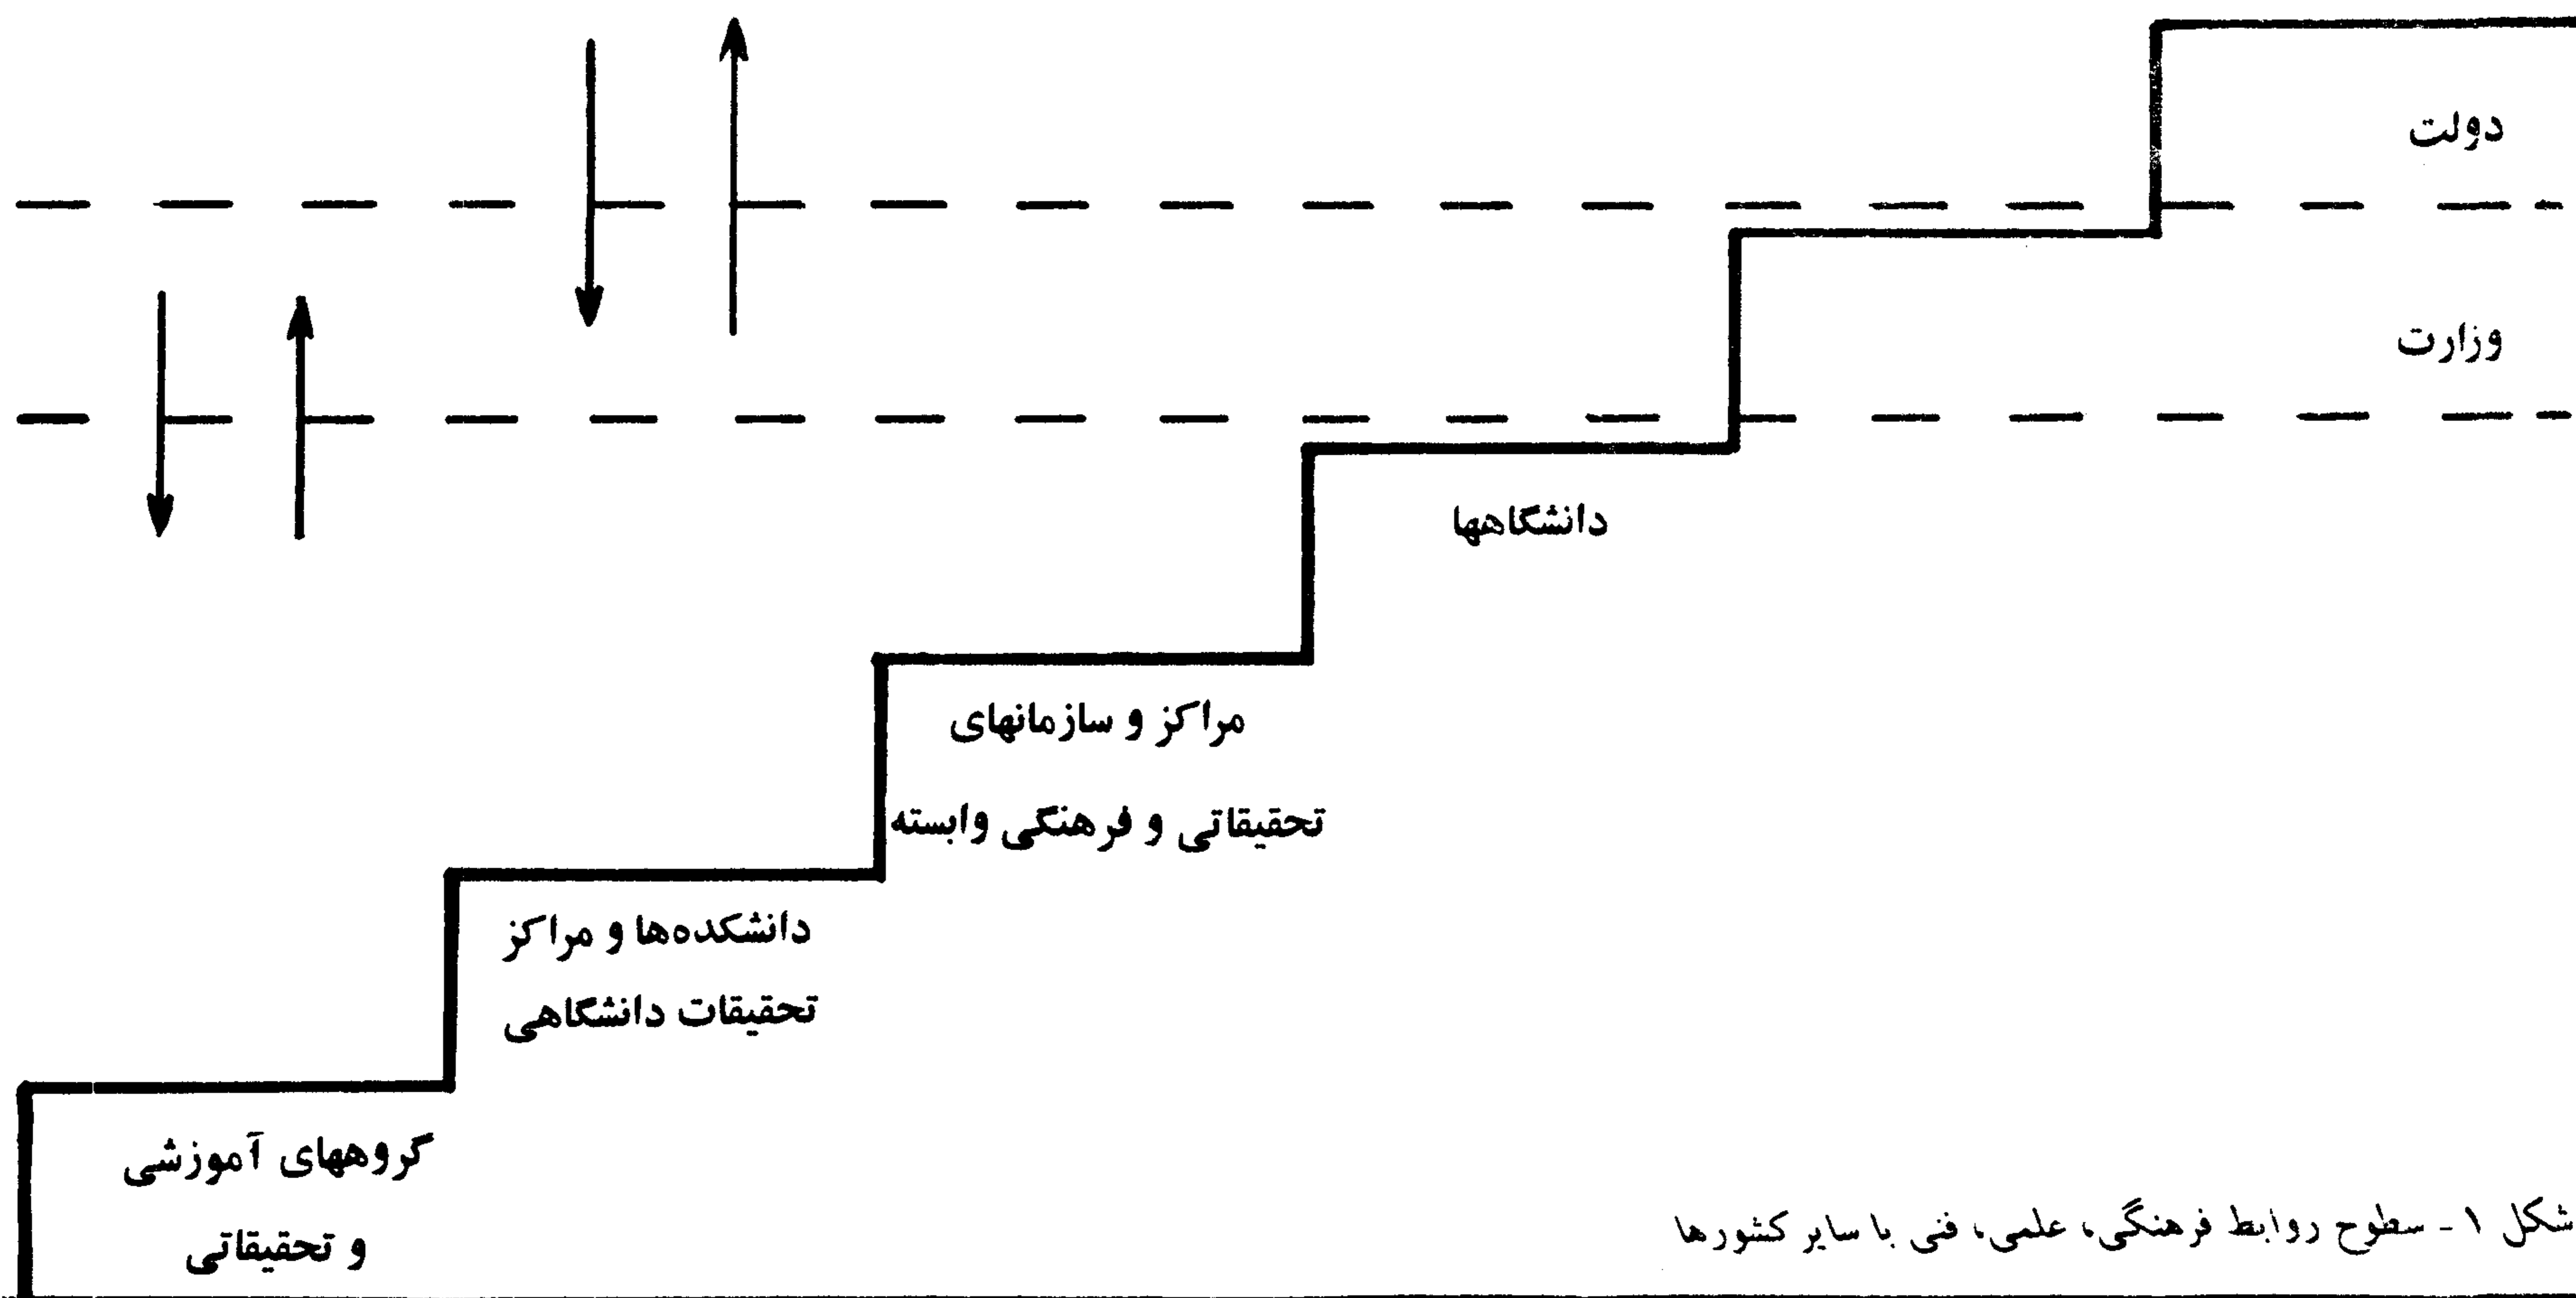 دولت
وزارت
دانشگاهها
مراکز و سازمانهای
تحقیقاتی و فرهنگی وابسته
دانشکده‌ها و مراکز
تحقیقات دانشگاهی
گروههای آموزشی
و تحقیقاتی
شکل ۱ - سطوح روابط فرهنگی، علمی، فنی با سایر کشورها